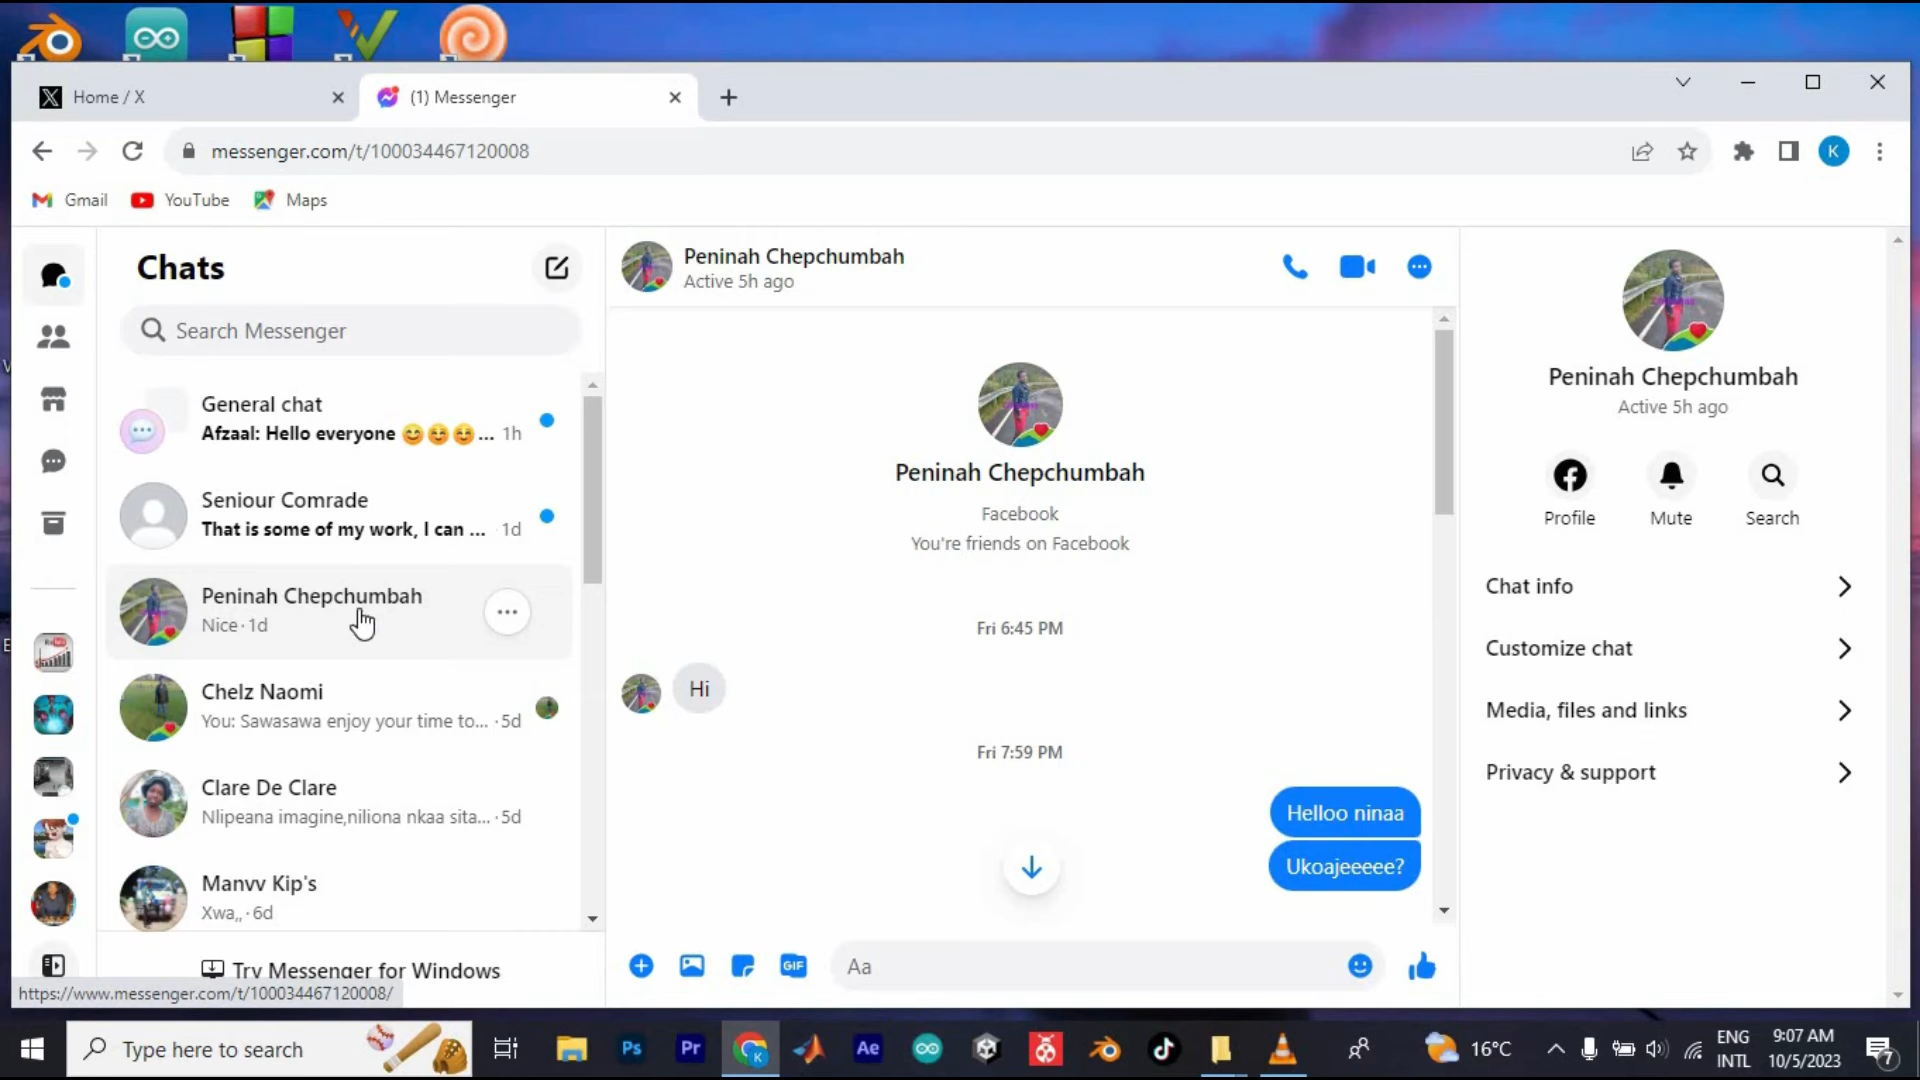 Home / X
(1) Messenger
messenger.com/t/100034467120008
K
Gmail
YouTube
Maps
Chats
Search Messenger
General chat
Afzaal: Hello everyone 😊😊😊... 1h
Seniour Comrade
That is some of my work, I can ... · 1d
Peninah Chepchumbah
Nice · 1d
Chelz Naomi
You: Sawasawa enjoy your time to... · 5d
Clare De Clare
Nlipeana imagine,niliona nkaa sita... · 5d
Manvv Kip's
Xwa,, · 6d
Try Messenger for Windows
https://www.messenger.com/t/100034467120008/
Peninah Chepchumbah
Active 5h ago
Peninah Chepchumbah
Facebook
You're friends on Facebook
Fri 6:45 PM
Hi
Fri 7:59 PM
Helloo ninaa
Ukoajeeeee?
GIF
Aa
Peninah Chepchumbah
Active 5h ago
Profile
Mute
Search
Chat info
Customize chat
Media, files and links
Privacy & support
Type here to search
Ps
Pr
K
Ae
16°C
ENG
INTL
9:07 AM
10/5/2023
7